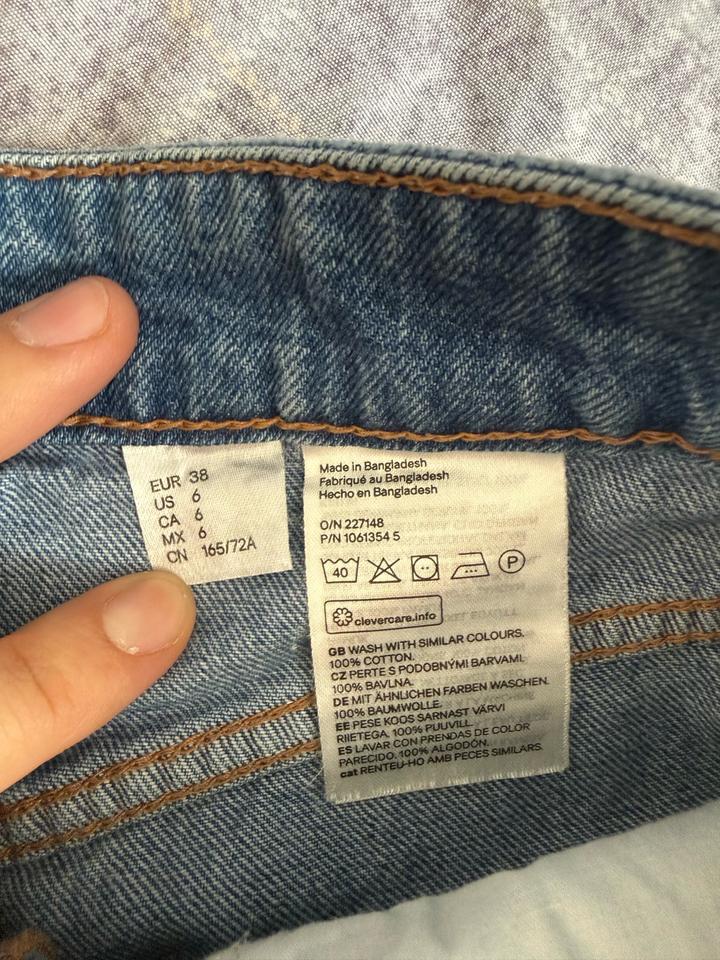 EUR 38
US 6
CA 6
MX 6
CN 165/72A
Made in Bangladesh
Fabriqué au Bangladesh
Hecho en Bangladesh
O/N 227148
P/N 1061354 5
40
P
clevercare.info
GB WASH WITH SIMILAR COLOURS.
100% COTTON.
CZ PERTE S PODOBNÝMI BARVAMI.
100% BAVLNA.
DE MIT ÄHNLICHEN FARBEN WASCHEN.
100% BAUMWOLLE.
EE PESE KOOS SARNAST VÄRVI
RIIETEGA. 100% PUUVILL.
ES LAVAR CON PRENDAS DE COLOR
PARECIDO. 100% ALGODÓN.
cat RENTEU-HO AMB PECES SIMILARS.